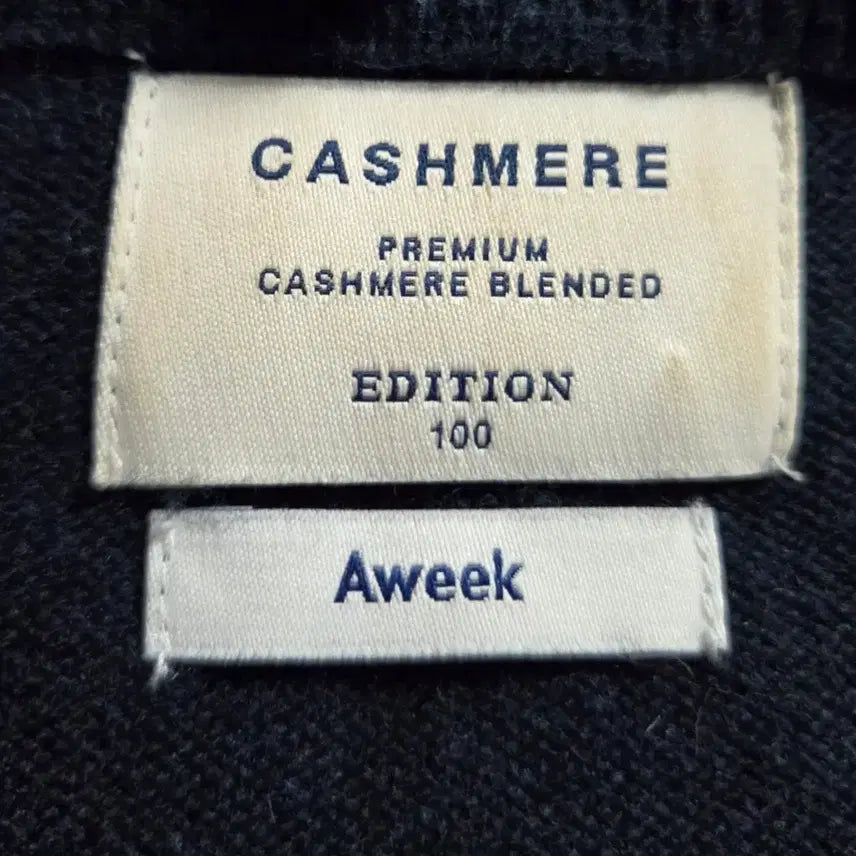 CASHMERE
PREMIUM
CASHMERE BLENDED
EDITION
100
Aweek